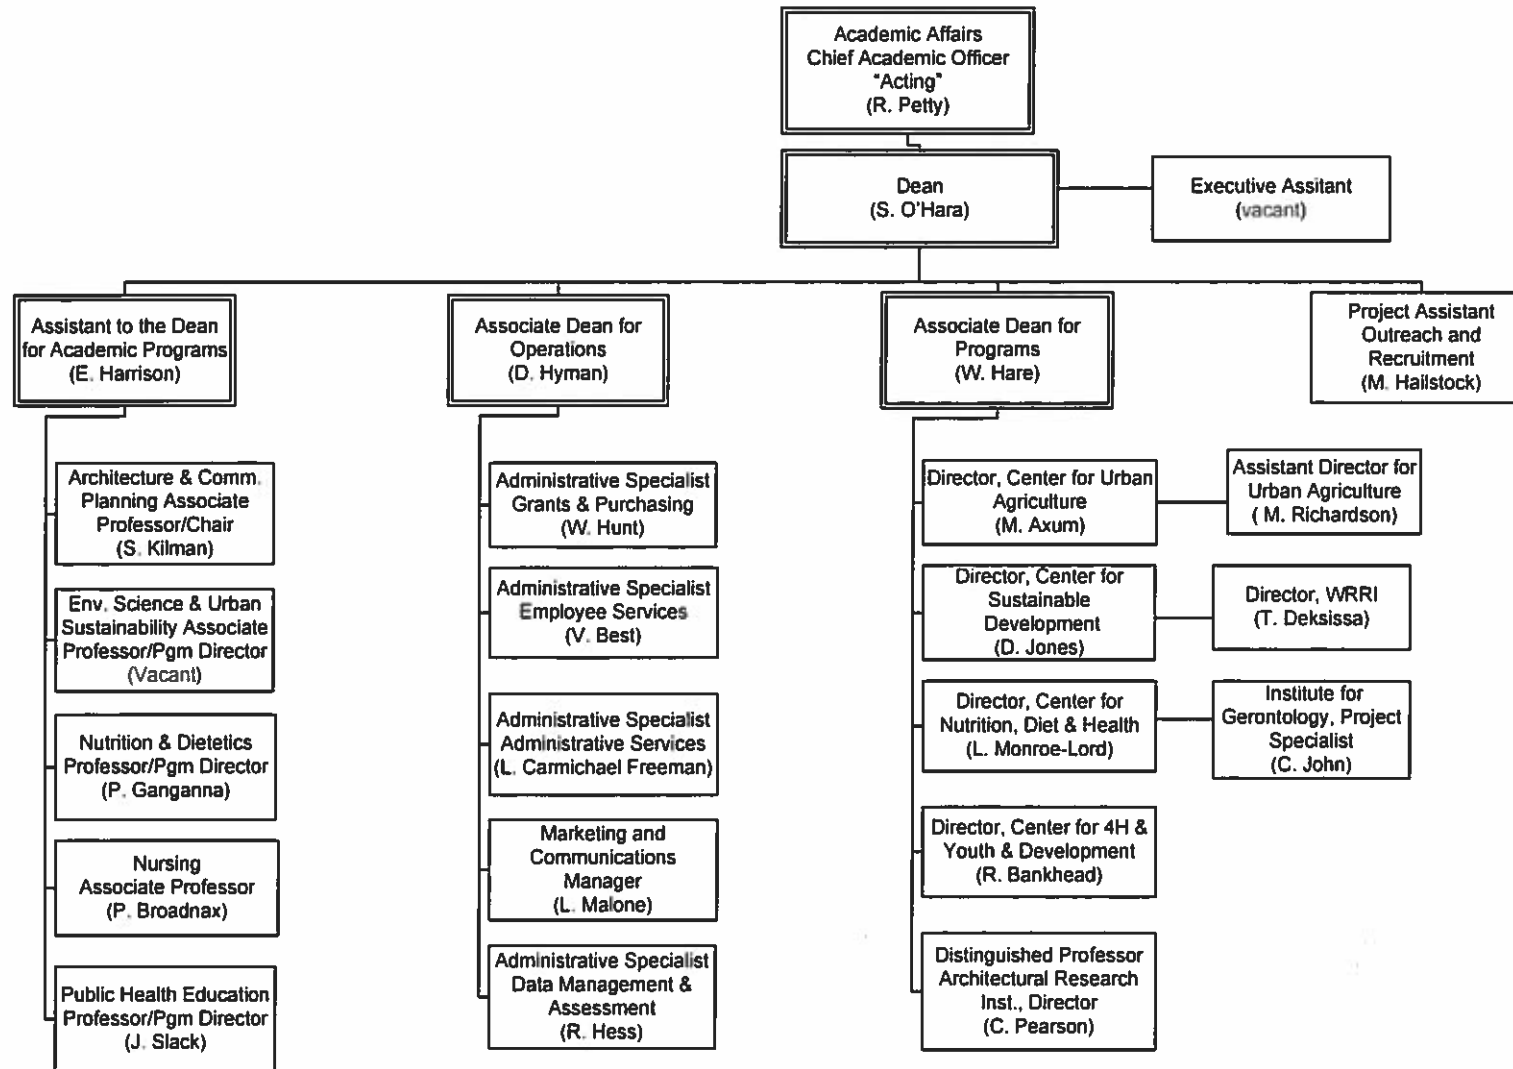 Academic Affairs
Chief Academic Officer
"Acting"
(R. Petty)
Dean
(S. O'Hara)
Executive Assitant
(vacant)
Assistant to the Dean
for Academic Programs
(E. Harrison)
Associate Dean for
Operations
(D. Hyman)
Associate Dean for
Programs
(W. Hare)
Project Assistant
Outreach and
Recruitment
(M. Hailstock)
Architecture & Comm.
Planning Associate
Professor/Chair
(S. Kilman)
Env. Science & Urban
Sustainability Associate
Professor/Pgm Director
(Vacant)
Nutrition & Dietetics
Professor/Pgm Director
(P. Ganganna)
Nursing
Associate Professor
(P. Broadnax)
Public Health Education
Professor/Pgm Director
(J. Slack)
Administrative Specialist
Grants & Purchasing
(W. Hunt)
Administrative Specialist
Employee Services
(V. Best)
Administrative Specialist
Administrative Services
(L. Carmichael Freeman)
Marketing and
Communications
Manager
(L. Malone)
Administrative Specialist
Data Management &
Assessment
(R. Hess)
Director, Center for Urban
Agriculture
(M. Axum)
Assistant Director for
Urban Agriculture
( M. Richardson)
Director, Center for
Sustainable
Development
(D. Jones)
Director, WRRI
(T. Deksissa)
Director, Center for
Nutrition, Diet & Health
(L. Monroe-Lord)
Institute for
Gerontology, Project
Specialist
(C. John)
Director, Center for 4H &
Youth & Development
(R. Bankhead)
Distinguished Professor
Architectural Research
Inst., Director
(C. Pearson)